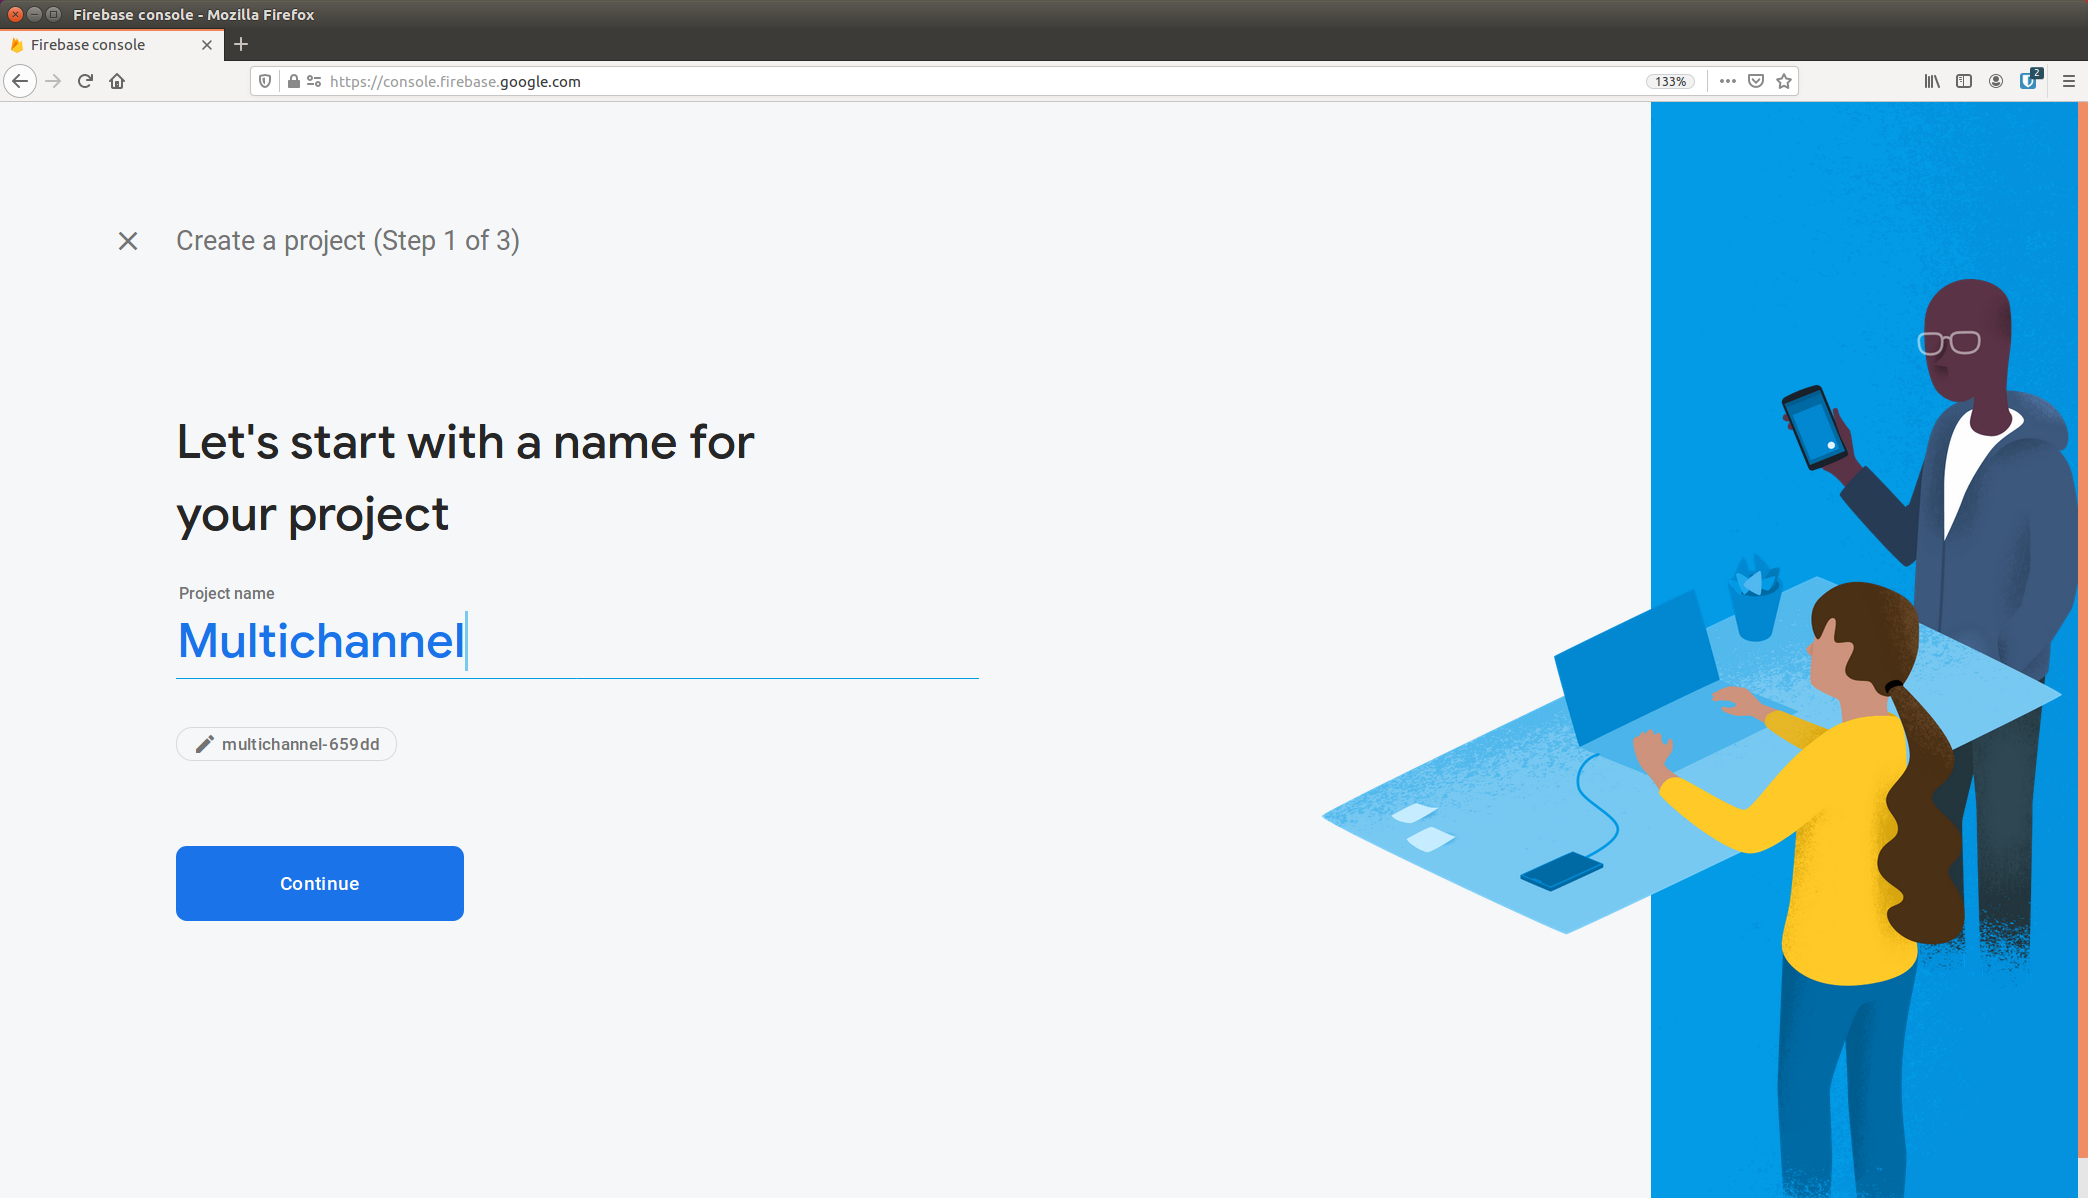 Firebase console - Mozilla Firefox
Firebase console
https://console.firebase.google.com
133%
2
Create a project (Step 1 of 3)
Let's start with a name for
your project
Project name
Multichannel
multichannel-659dd
Continue